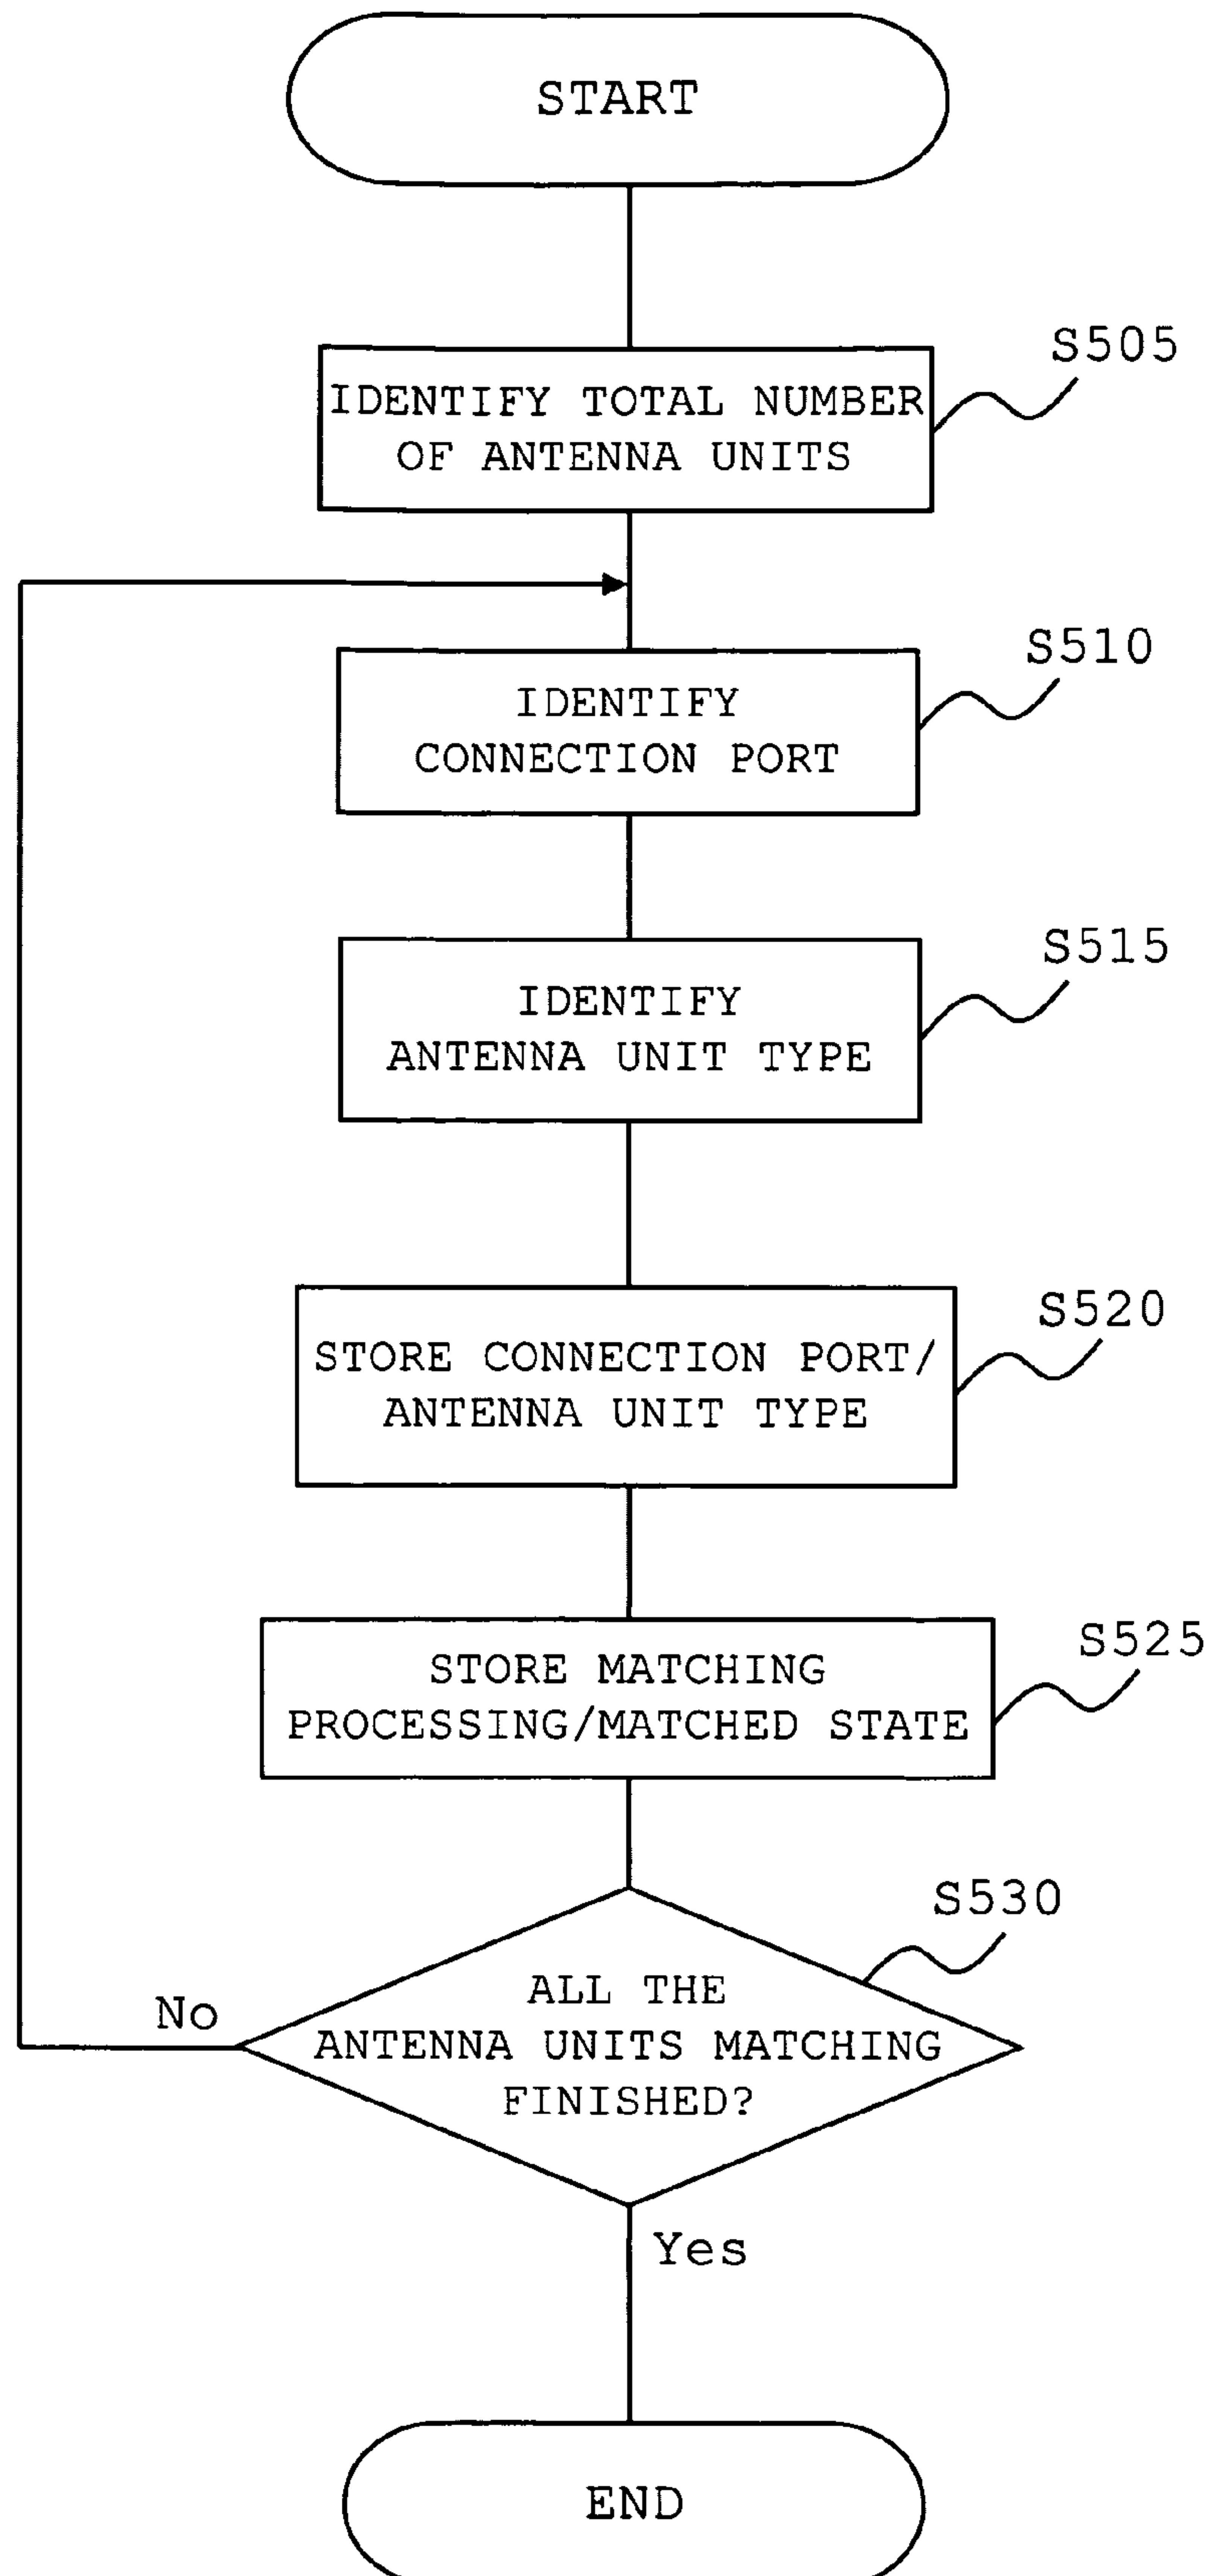 START
S505
IDENTIFY TOTAL NUMBER
OF ANTENNA UNITS
S510
IDENTIFY
CONNECTION PORT
S515
IDENTIFY
ANTENNA UNIT TYPE
S520
STORE CONNECTION PORT/
ANTENNA UNIT TYPE
S525
STORE MATCHING
PROCESSING/MATCHED STATE
S530
ALL THE
ANTENNA UNITS MATCHING
FINISHED?
No
Yes
END